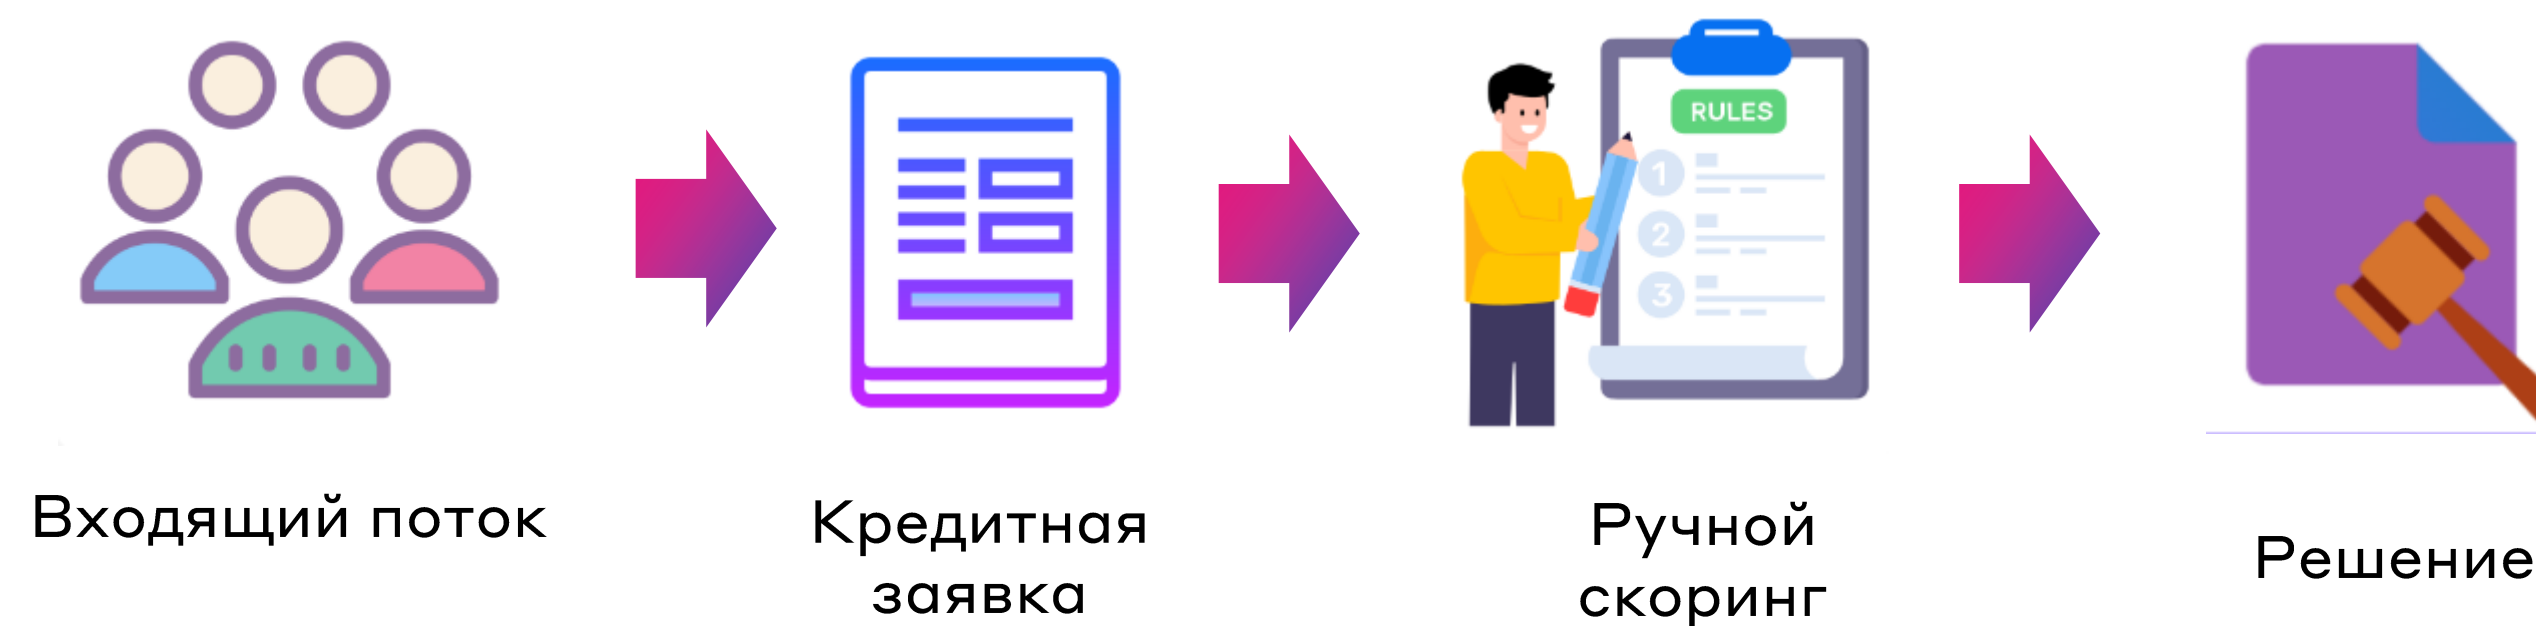 RULES
1
2
3
Входящий поток
Кредитная
заявка
Ручной
скоринг
Решение